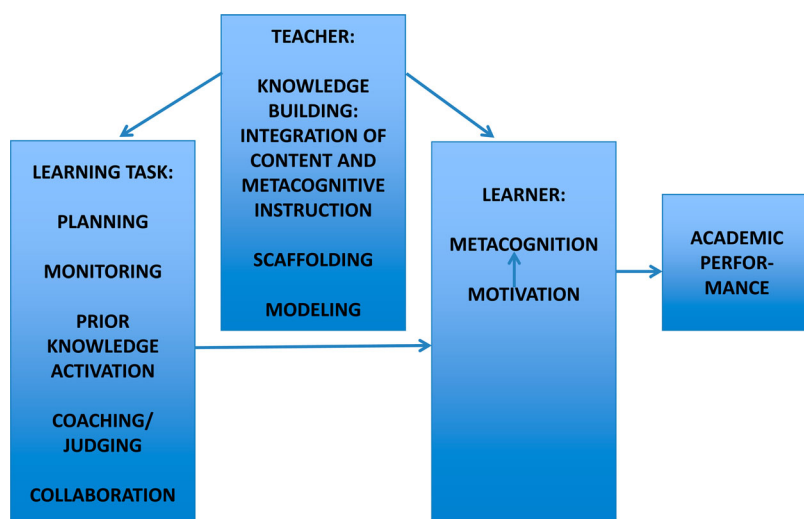 TEACHER:
KNOWLEDGE
BUILDING:
INTEGRATION OF
CONTENT AND
METACOGNITIVE
INSTRUCTION
SCAFFOLDING
MODELING
LEARNING TASK:
PLANNING
MONITORING
PRIOR
KNOWLEDGE
ACTIVATION
COACHING/
JUDGING
COLLABORATION
LEARNER:
METACOGNITION
MOTIVATION
ACADEMIC
PERFOR-
MANCE